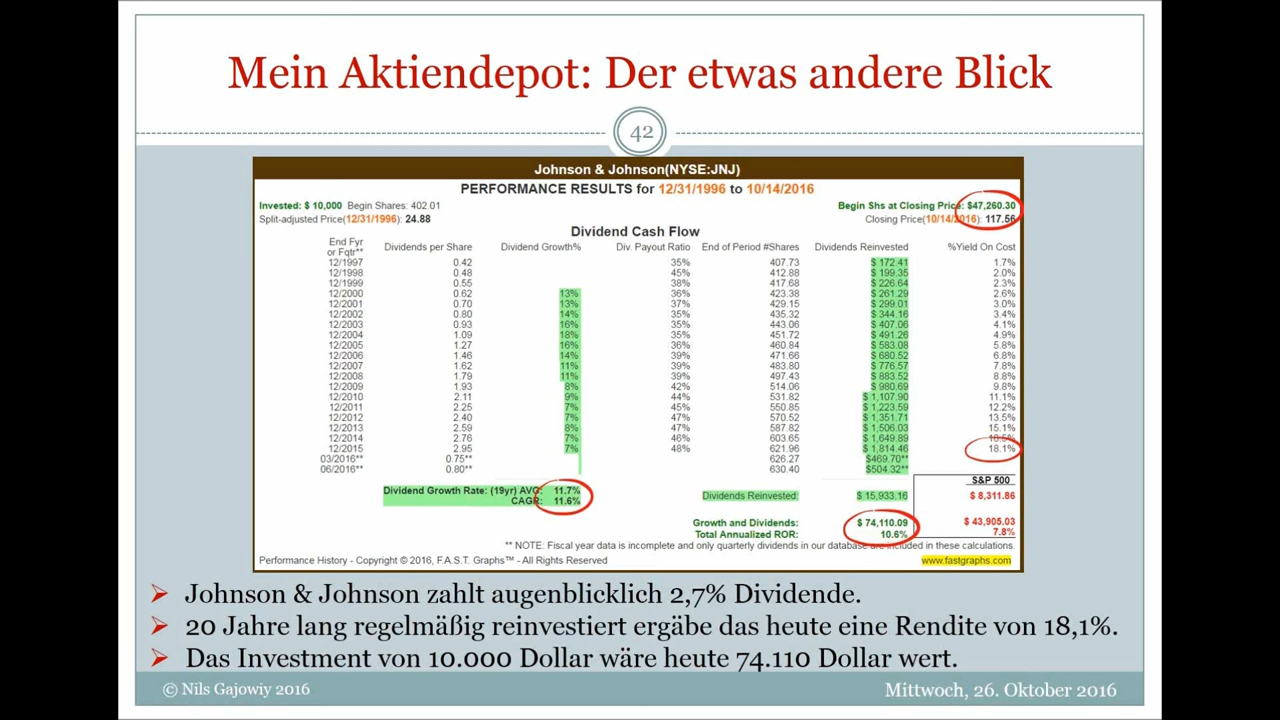 Mein Aktiendepot: Der etwas andere Blick
42
Johnson & Johnson(NYSE:JNJ)
PERFORMANCE RESULTS for 12/31/1996 to 10/14/2016
Invested: $ 10,000 Begin Shares: 402.01 Begin Shs at Closing Price: $47,260.30
Split-adjusted Price(12/31/1996): 24.88 Closing Price(10/14/2016): 117.56
Dividend Cash Flow
End Fyr or Fqtr** Dividends per Share Dividend Growth% Div. Payout Ratio End of Period #Shares Dividends Reinvested %Yield On Cost
12/1997 0.42 35% 407.73 $ 172.41 1.7%
12/1998 0.48 45% 412.88 $ 199.35 2.0%
12/1999 0.55 38% 417.68 $ 226.64 2.3%
12/2000 0.62 13% 36% 423.38 $ 261.29 2.6%
12/2001 0.70 13% 37% 429.15 $ 299.01 3.0%
12/2002 0.80 14% 35% 435.32 $ 344.16 3.4%
12/2003 0.93 16% 35% 443.06 $ 407.06 4.1%
12/2004 1.09 18% 35% 451.72 $ 491.26 4.9%
12/2005 1.27 16% 36% 460.84 $ 583.08 5.8%
12/2006 1.46 14% 39% 471.66 $ 680.52 6.8%
12/2007 1.62 11% 39% 483.80 $ 776.57 7.8%
12/2008 1.79 11% 39% 497.43 $ 883.52 8.8%
12/2009 1.93 8% 42% 514.06 $ 980.69 9.8%
12/2010 2.11 9% 44% 531.82 $ 1,107.90 11.1%
12/2011 2.25 7% 45% 550.85 $ 1,223.59 12.2%
12/2012 2.40 7% 47% 570.52 $ 1,351.71 13.5%
12/2013 2.59 8% 47% 587.82 $ 1,506.03 15.1%
12/2014 2.76 7% 46% 603.65 $ 1,649.89
12/2015 2.95 7% 48% 621.96 $ 1,814.46 18.1%
03/2016** 0.75** 626.27 $469.70**
06/2016** 0.80** 630.40 $504.32**
S&P 500
Dividend Growth Rate: (19yr) AVG: 11.7% Dividends Reinvested: $ 15,933.16 $ 8,311.86
CAGR: 11.6%
Growth and Dividends: $ 74,110.09 $ 43,905.03
Total Annualized ROR: 10.6% 7.8%
** NOTE: Fiscal year data is incomplete and only quarterly dividends in our database are included in these calculations.
Performance History - Copyright © 2016, F.A.S.T. Graphs™ - All Rights Reserved www.fastgraphs.com
➢ Johnson & Johnson zahlt augenblicklich 2,7% Dividende.
➢ 20 Jahre lang regelmäßig reinvestiert ergäbe das heute eine Rendite von 18,1%.
➢ Das Investment von 10.000 Dollar wäre heute 74.110 Dollar wert.
© Nils Gajowiy 2016 Mittwoch, 26. Oktober 2016